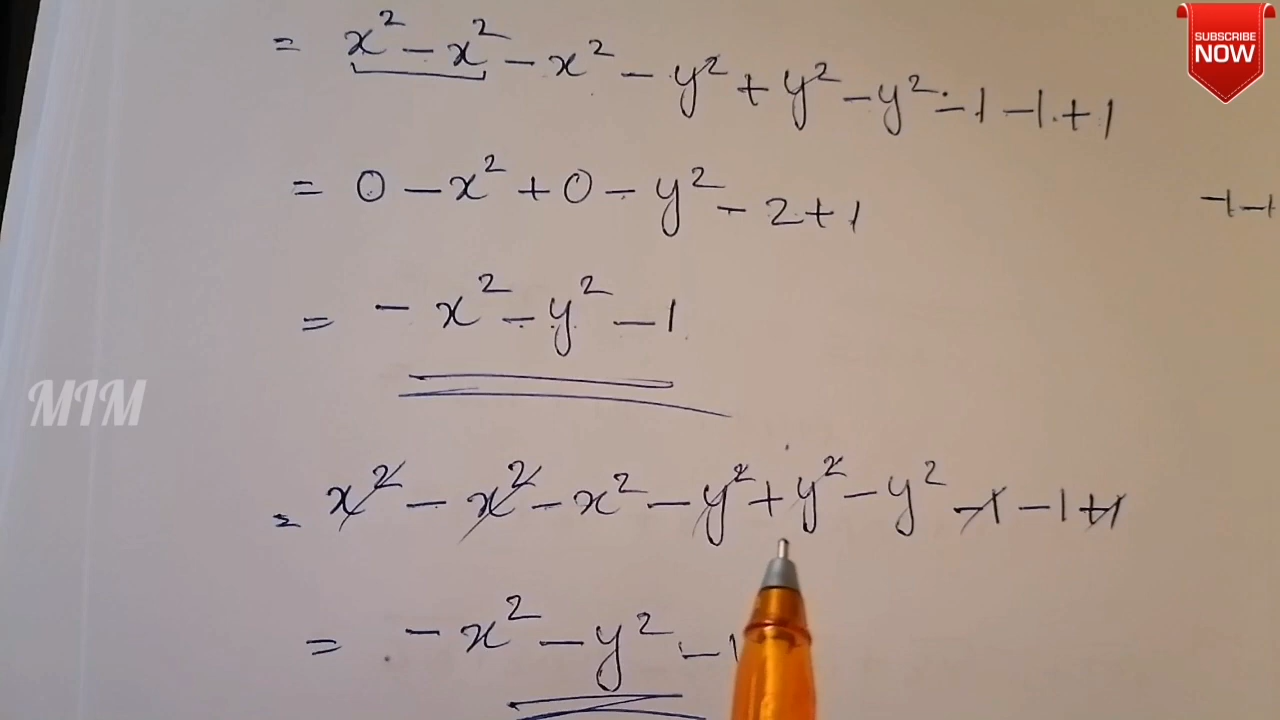 SUBSCRIBE
NOW
= x² - x² - x² - y² + y² - y² - 1 - 1 + 1
= 0 - x² + 0 - y² - 2 + 1
-1-1
= - x² - y² - 1
MIM
= x² - x² - x² - y² + y² - y² - 1 - 1 + 1
= - x² - y² - 1